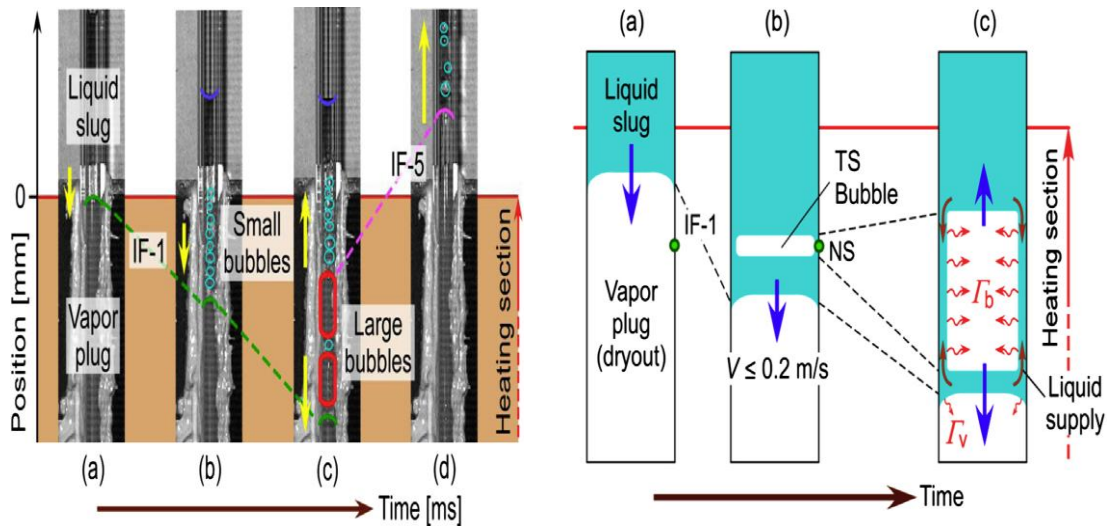 Position [mm]
0
Liquid
slug
IF-1
Vapor
plug
Small
bubbles
Large
bubbles
IF-5
Heating section
(a)
(b)
(c)
(d)
Time [ms]
(a)
(b)
(c)
Liquid
slug
IF-1
Vapor
plug
(dryout)
TS
Bubble
NS
V ≤ 0.2 m/s
Γb
Γv
Liquid
supply
Heating section
Time